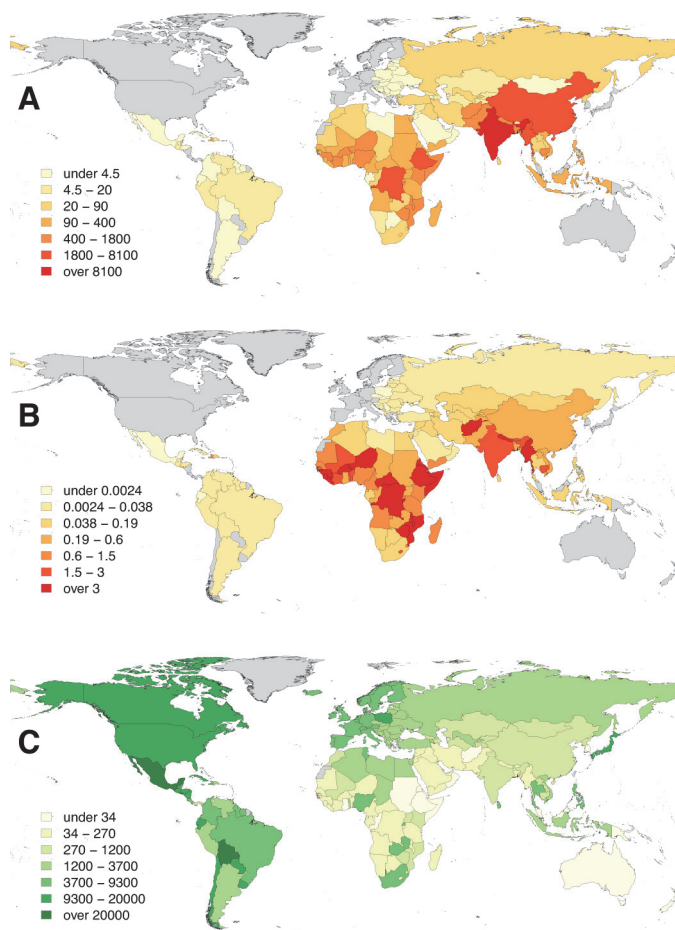 A
under 4.5
4.5 – 20
20 – 90
90 – 400
400 – 1800
1800 – 8100
over 8100
B
under 0.0024
0.0024 – 0.038
0.038 – 0.19
0.19 – 0.6
0.6 – 1.5
1.5 – 3
over 3
C
under 34
34 – 270
270 – 1200
1200 – 3700
3700 – 9300
9300 – 20000
over 20000